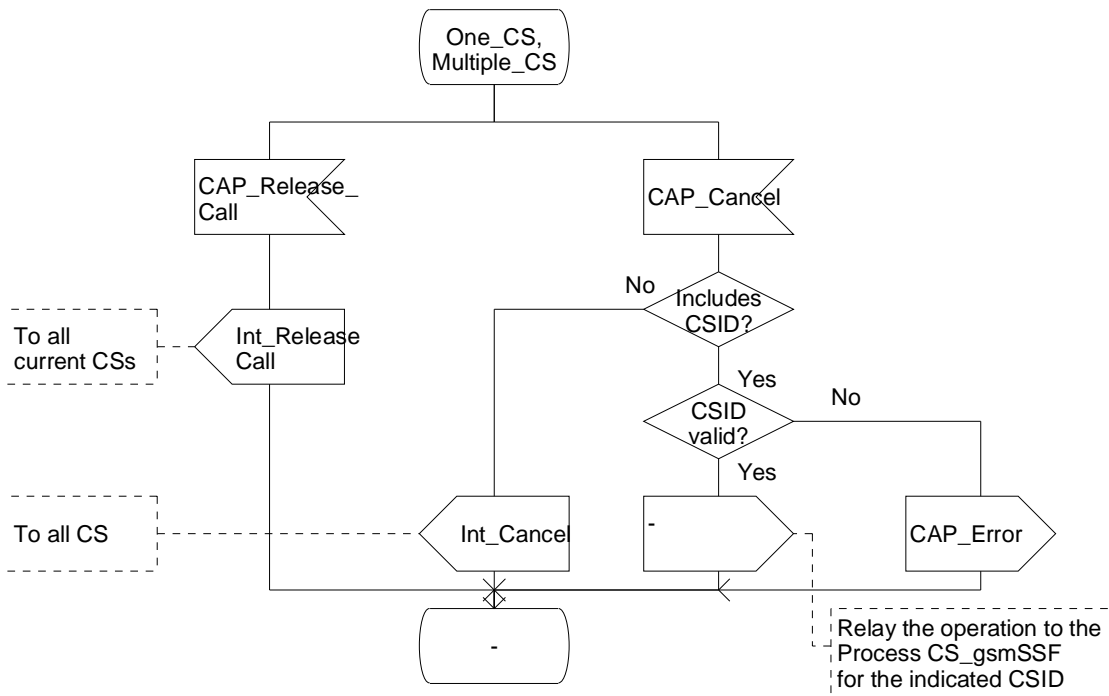 One_CS,
Multiple_CS
CAP_Release_
Call
CAP_Cancel
No
Includes
CSID?
To all
current CSs
Int_Release
Call
Yes
No
CSID
valid?
Yes
To all CS
Int_Cancel
-
CAP_Error
-
Relay the operation to the
Process CS_gsmSSF
for the indicated CSID